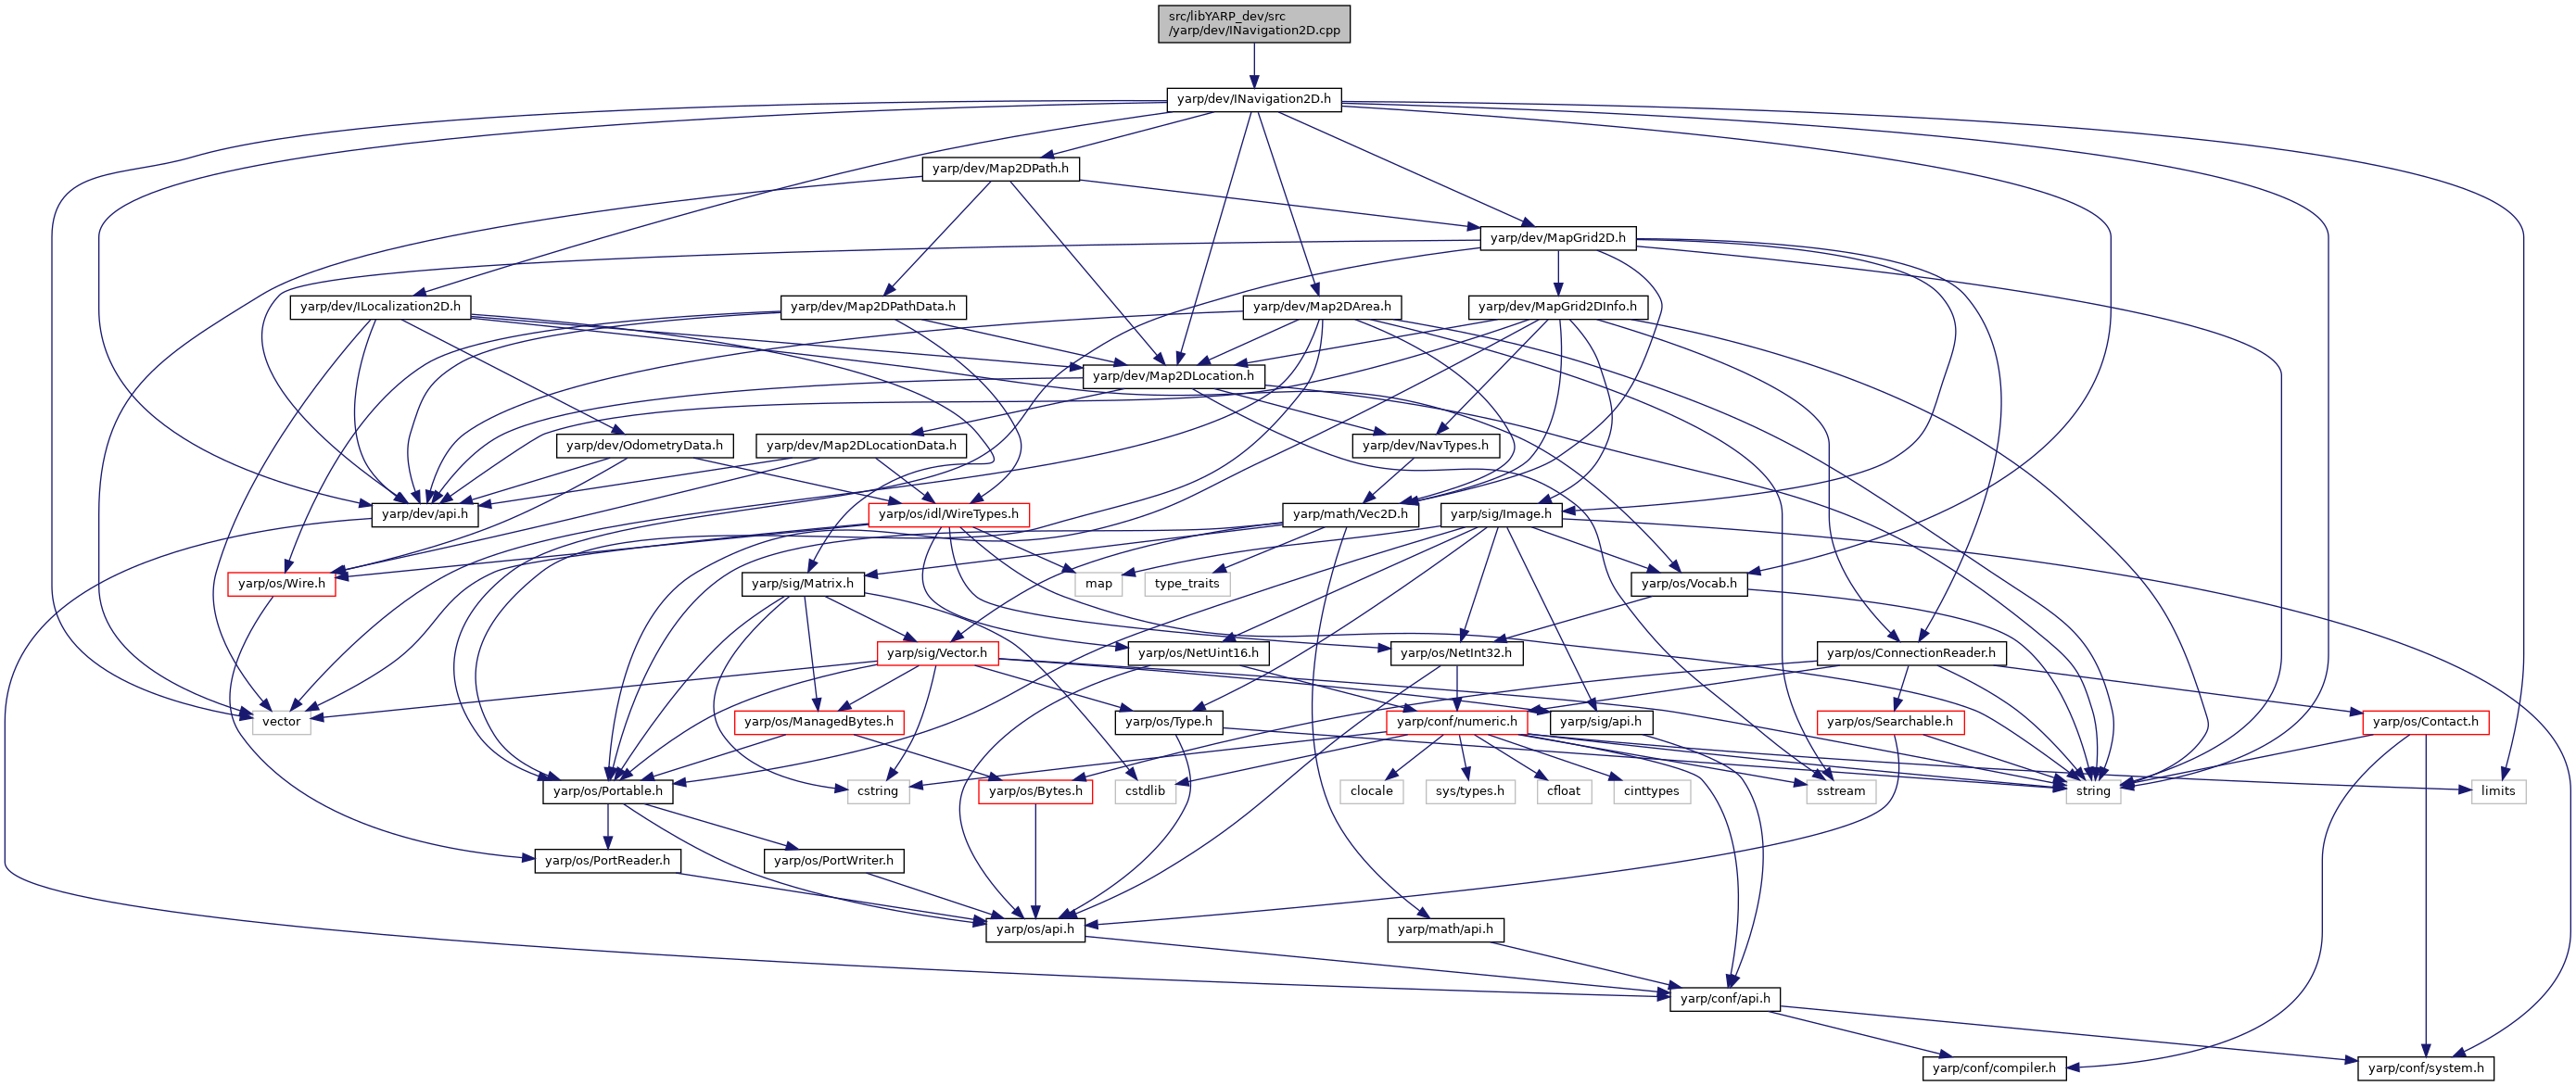 src/libYARP_dev/src
/yarp/dev/INavigation2D.cpp
yarp/dev/INavigation2D.h
yarp/dev/Map2DPath.h
yarp/dev/MapGrid2D.h
yarp/dev/ILocalization2D.h
yarp/dev/Map2DPathData.h
yarp/dev/Map2DArea.h
yarp/dev/MapGrid2DInfo.h
yarp/dev/Map2DLocation.h
yarp/dev/OdometryData.h
yarp/dev/Map2DLocationData.h
yarp/dev/NavTypes.h
yarp/dev/api.h
yarp/os/idl/WireTypes.h
yarp/math/Vec2D.h
yarp/sig/Image.h
yarp/os/Wire.h
yarp/sig/Matrix.h
map
type_traits
yarp/os/Vocab.h
yarp/sig/Vector.h
yarp/os/NetUint16.h
yarp/os/NetInt32.h
yarp/os/ConnectionReader.h
vector
yarp/os/ManagedBytes.h
yarp/os/Type.h
yarp/conf/numeric.h
yarp/sig/api.h
yarp/os/Searchable.h
yarp/os/Contact.h
yarp/os/Portable.h
cstring
yarp/os/Bytes.h
cstdlib
clocale
sys/types.h
cfloat
cinttypes
sstream
string
limits
yarp/os/PortReader.h
yarp/os/PortWriter.h
yarp/os/api.h
yarp/math/api.h
yarp/conf/api.h
yarp/conf/compiler.h
yarp/conf/system.h